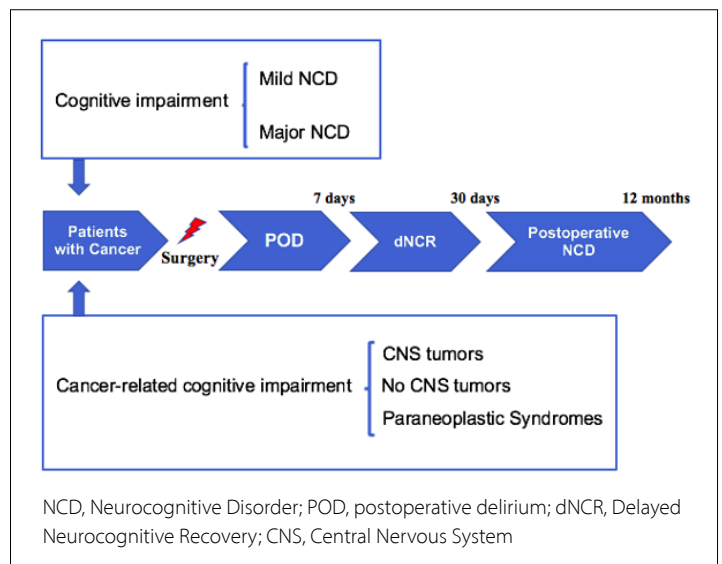 Cognitive impairment
Mild NCD
Major NCD
7 days
30 days
12 months
Patients
with Cancer
Surgery
POD
dNCR
Postoperative
NCD
Cancer-related cognitive impairment
CNS tumors
No CNS tumors
Paraneoplastic Syndromes
NCD, Neurocognitive Disorder; POD, postoperative delirium; dNCR, Delayed
Neurocognitive Recovery; CNS, Central Nervous System